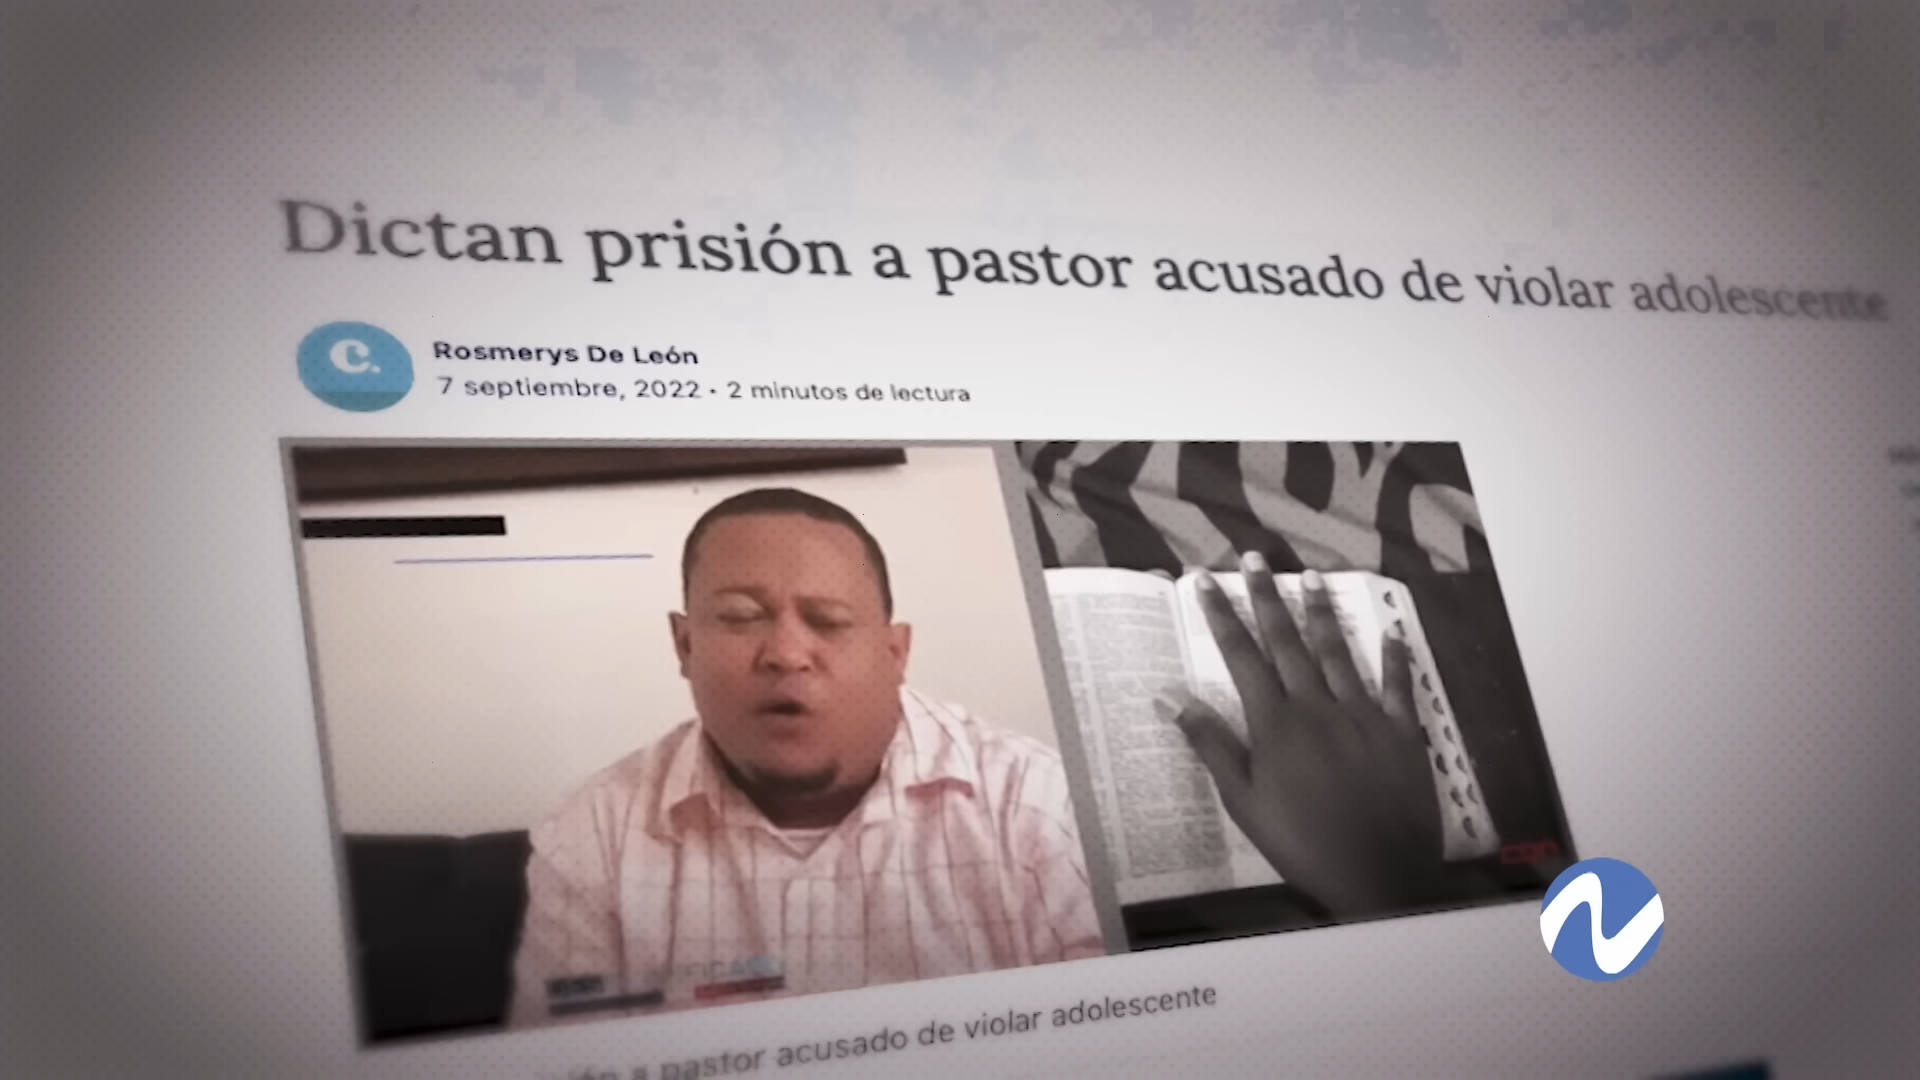 Dictan prisión a pastor acusado de violar adolescente
C.
Rosmerys De León
7 septiembre, 2022 • 2 minutos de lectura
cdn
a pastor acusado de violar adolescente